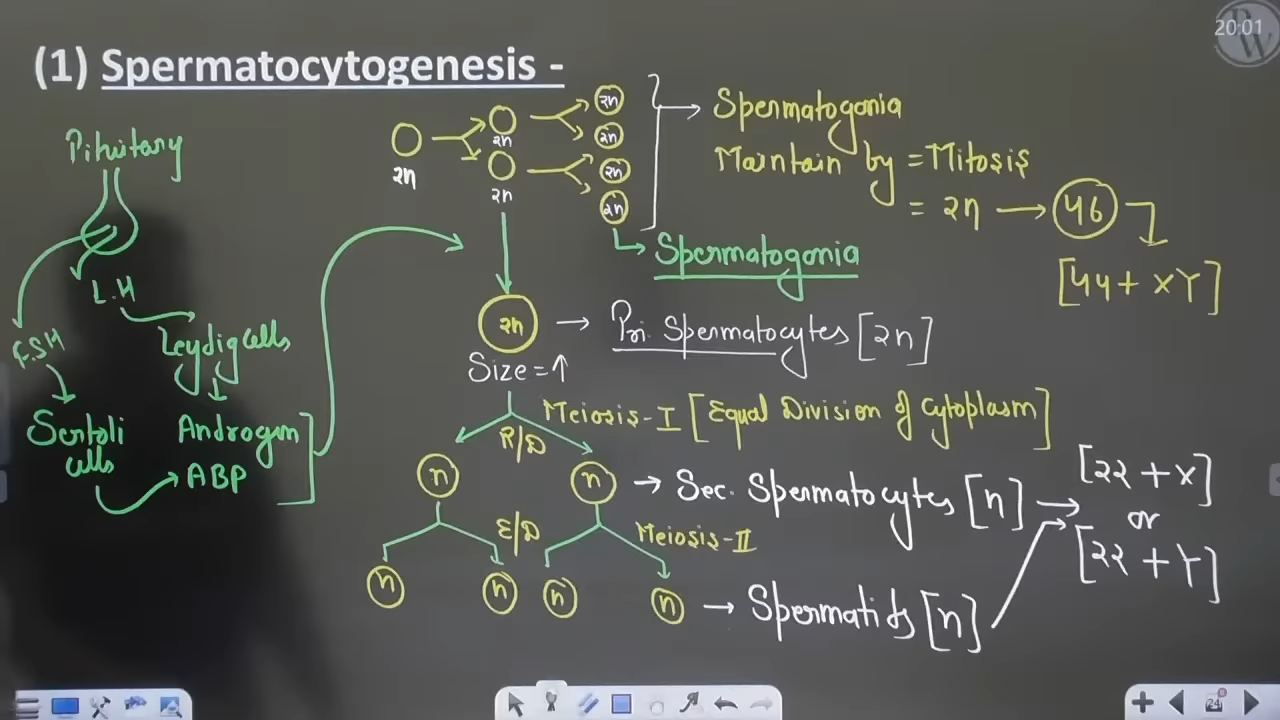 20:01
(1) Spermatocytogenesis -
Pituitary
L.H
F.SH
Leydig cells
Sertoli cells
Androgen
ABP
2n
2n
2n
2n
2n
2n
2n
Spermatogonia
Maintain by = Mitosis
= 2n → 46
[44 + XY]
Spermatogonia
2n → Pri. Spermatocytes [2n]
Size = ↑
Meiosis-I [Equal Division of Cytoplasm]
R/D
n n → Sec. Spermatocytes [n] → [22 + X]
or
[22 + Y]
E/D Meiosis-II
n n n n → Spermatids [n]
24